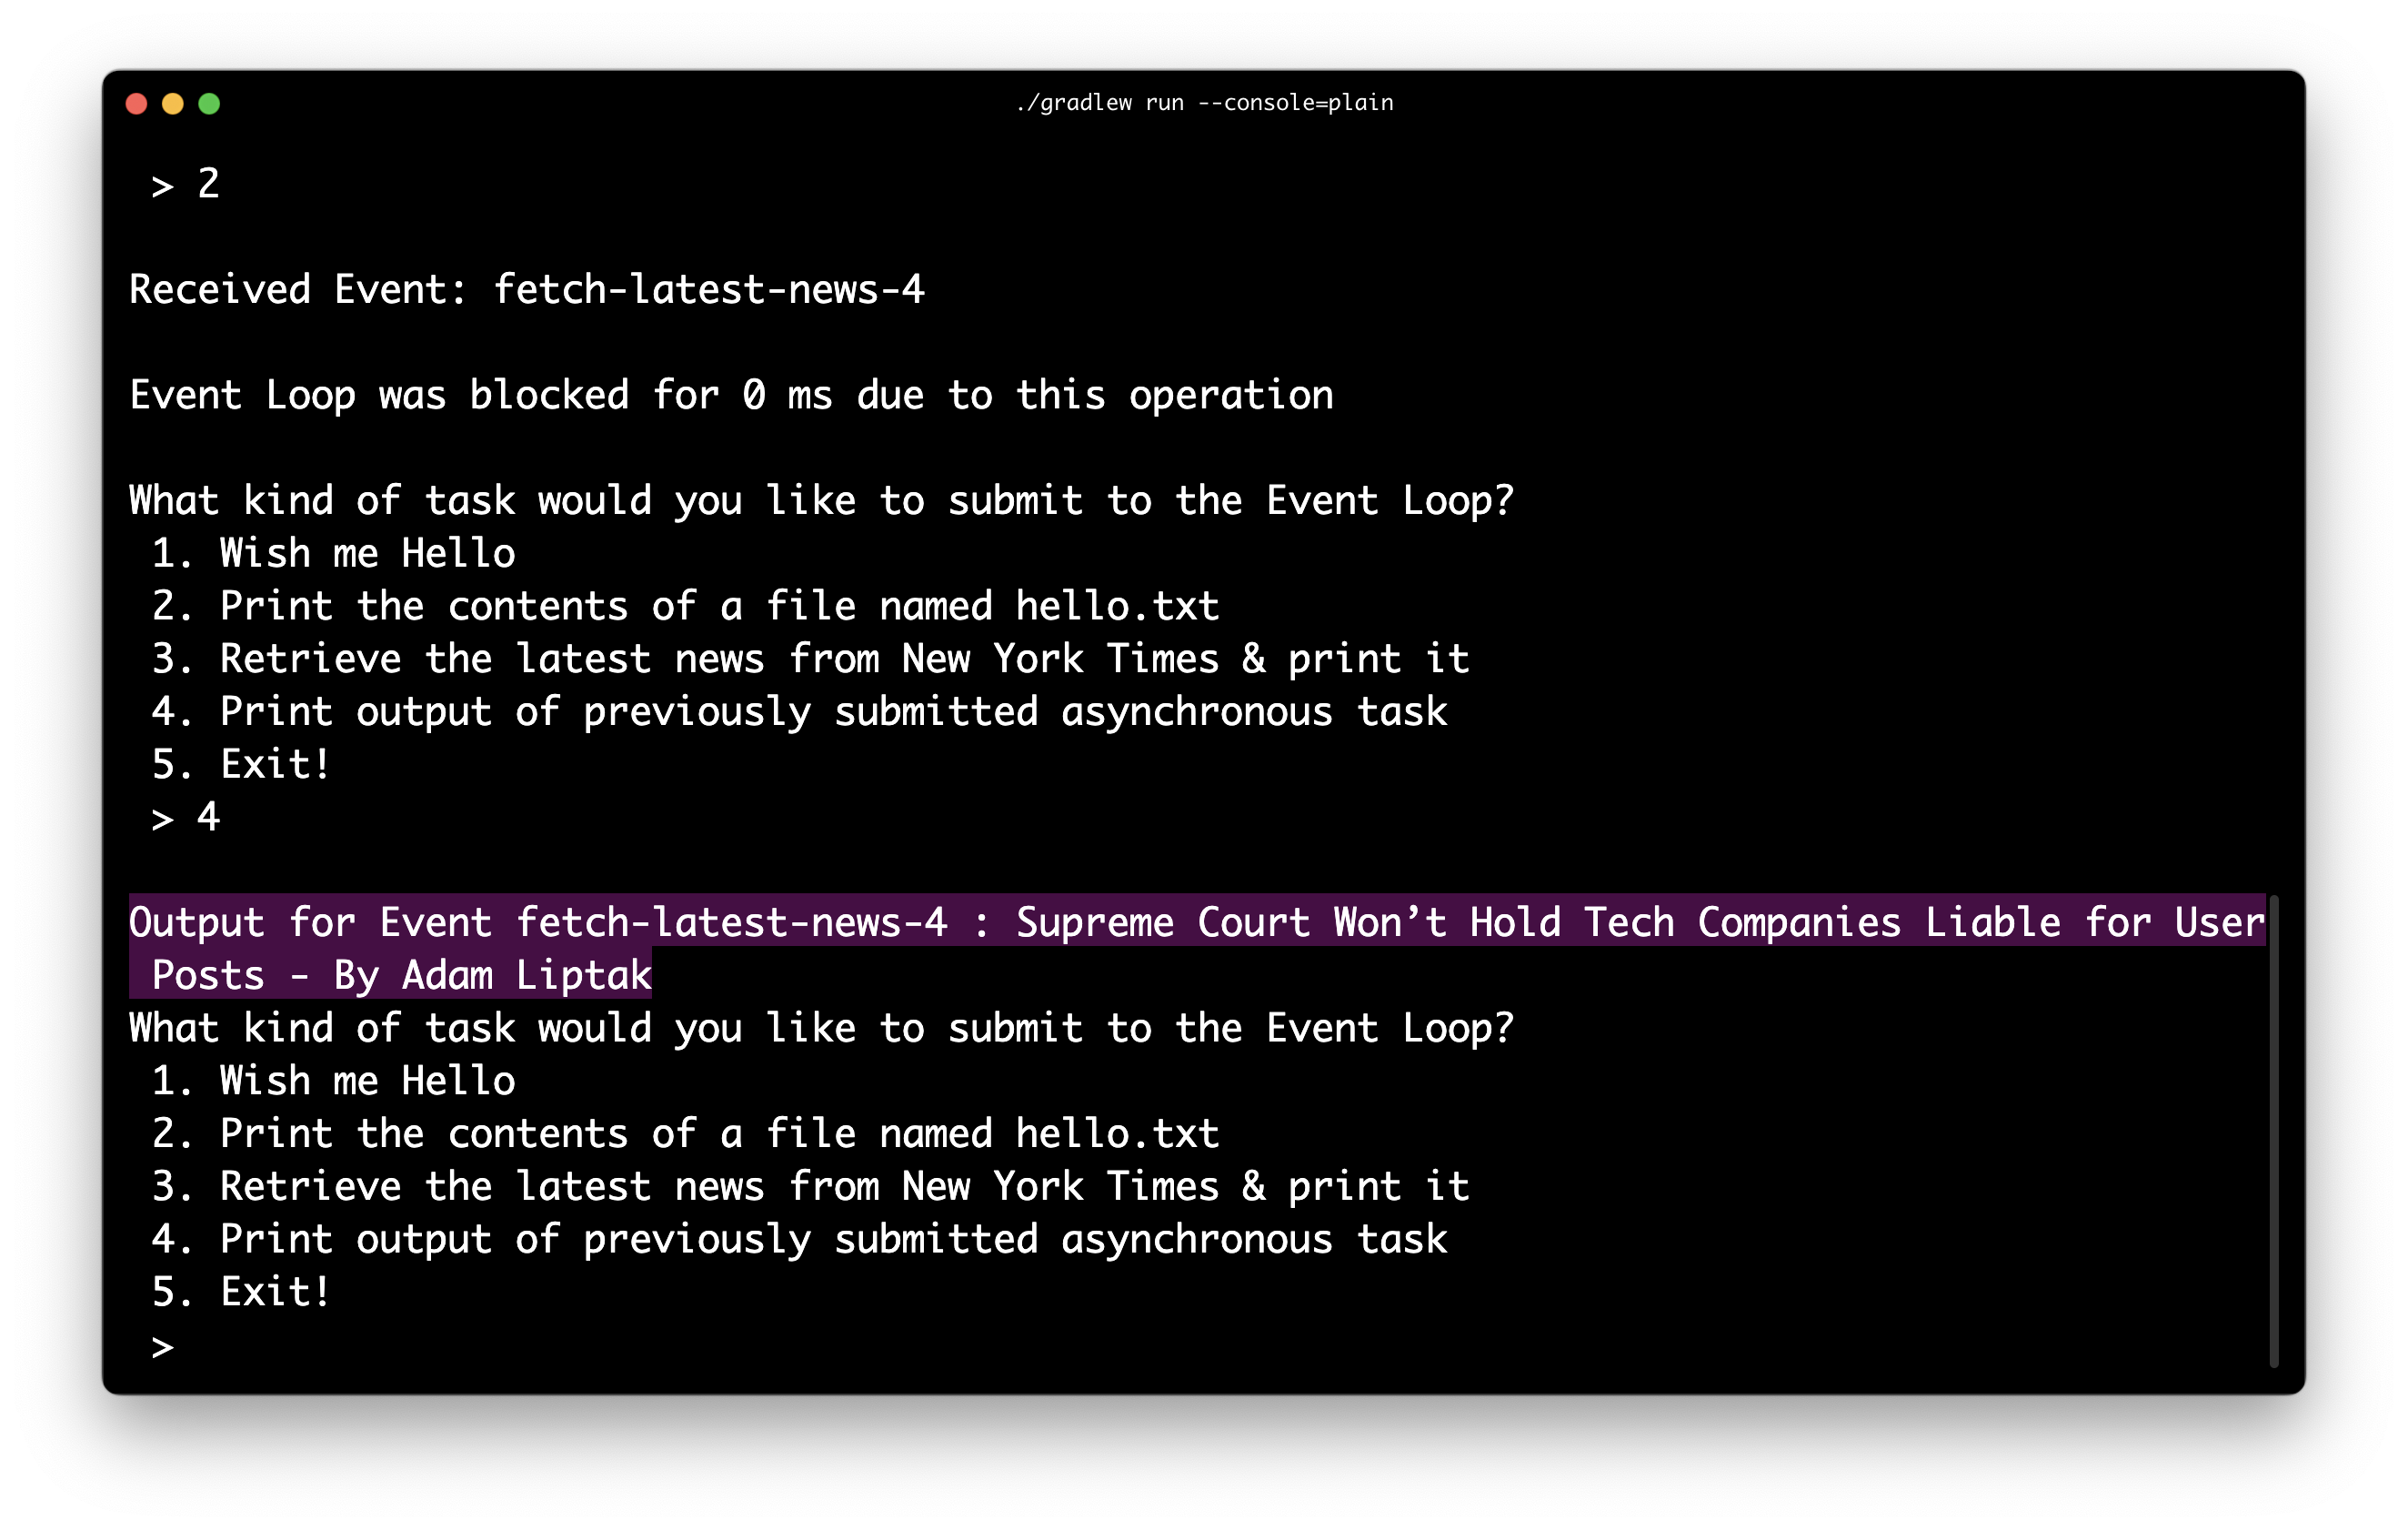 ./gradlew run --console=plain
> 2
Received Event: fetch-latest-news-4
Event Loop was blocked for 0 ms due to this operation
What kind of task would you like to submit to the Event Loop?
1. Wish me Hello
2. Print the contents of a file named hello.txt
3. Retrieve the latest news from New York Times & print it
4. Print output of previously submitted asynchronous task
5. Exit!
> 4
Output for Event fetch-latest-news-4 : Supreme Court Won’t Hold Tech Companies Liable for User
Posts - By Adam Liptak
What kind of task would you like to submit to the Event Loop?
1. Wish me Hello
2. Print the contents of a file named hello.txt
3. Retrieve the latest news from New York Times & print it
4. Print output of previously submitted asynchronous task
5. Exit!
>